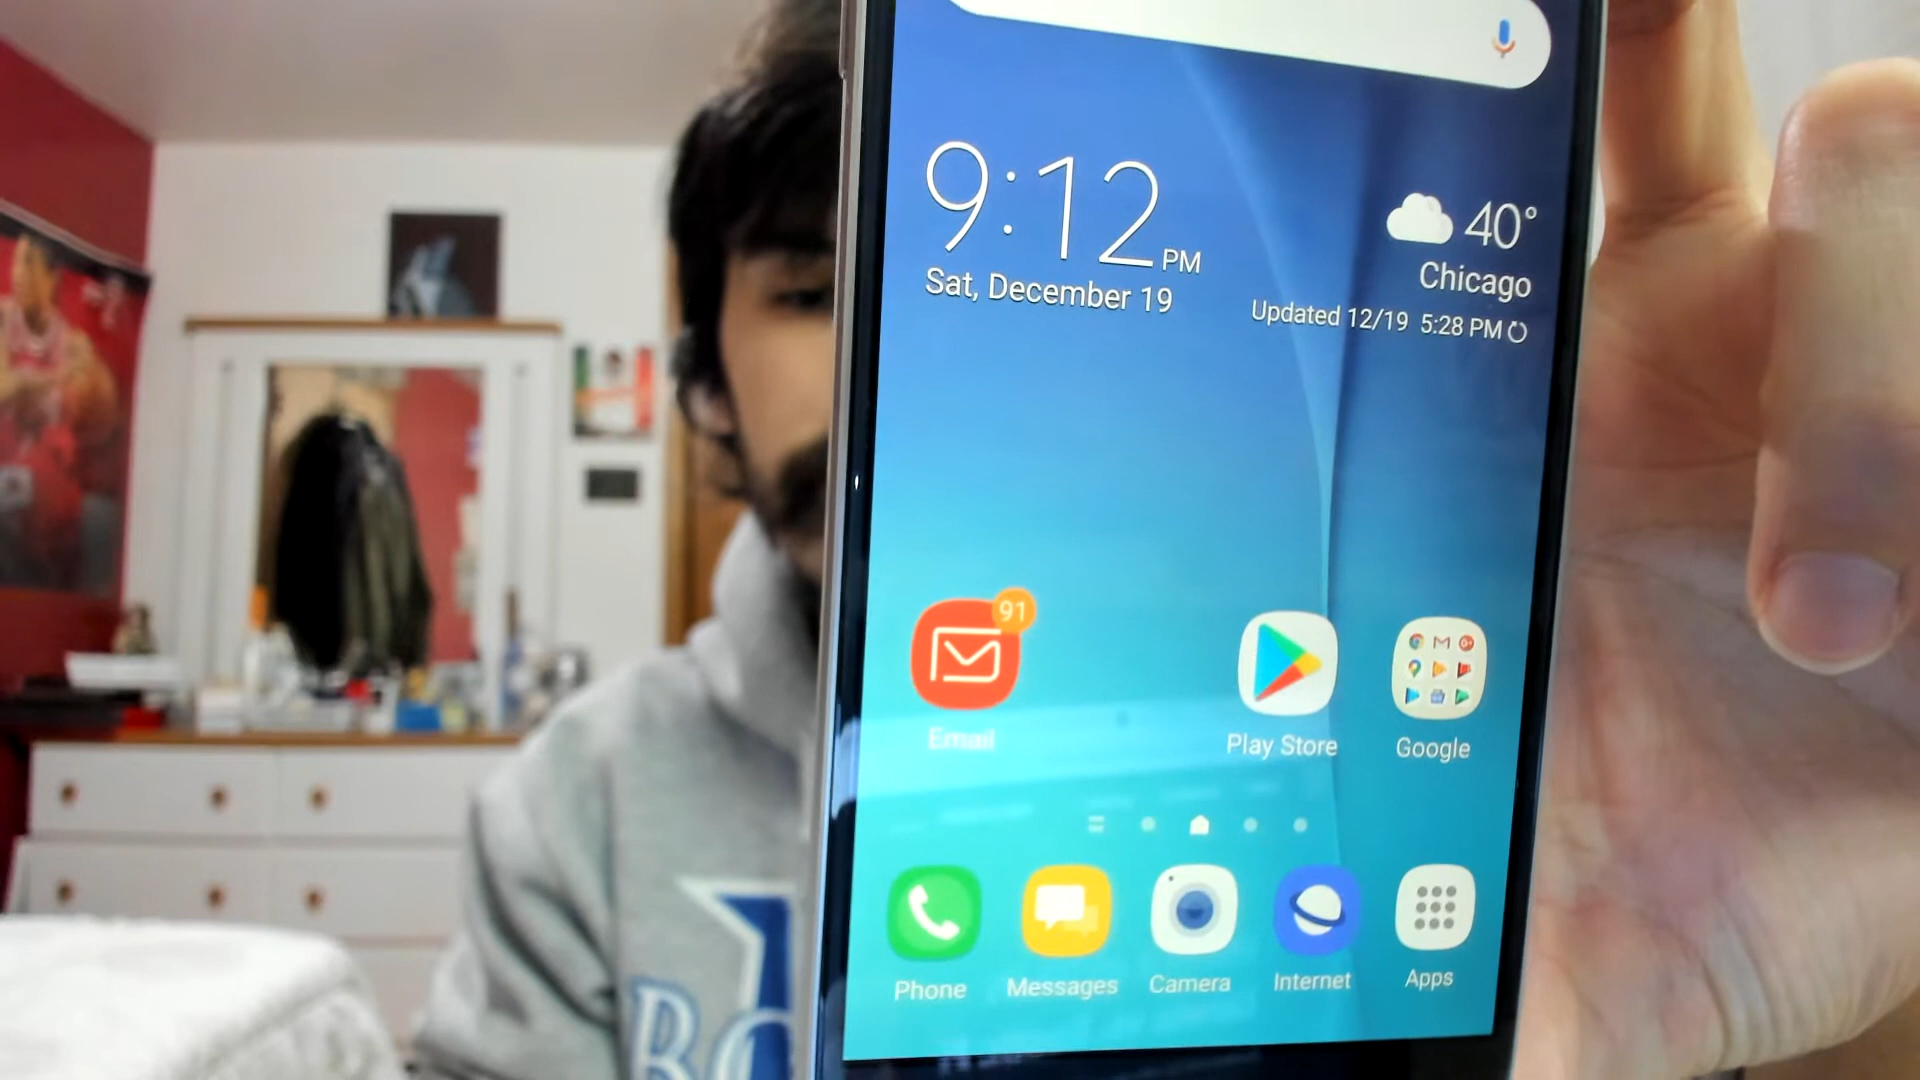 9:12 PM
Sat, December 19
40°
Chicago
Updated 12/19 5:28 PM
91
Email
Play Store
Google
Phone
Messages
Camera
Internet
Apps